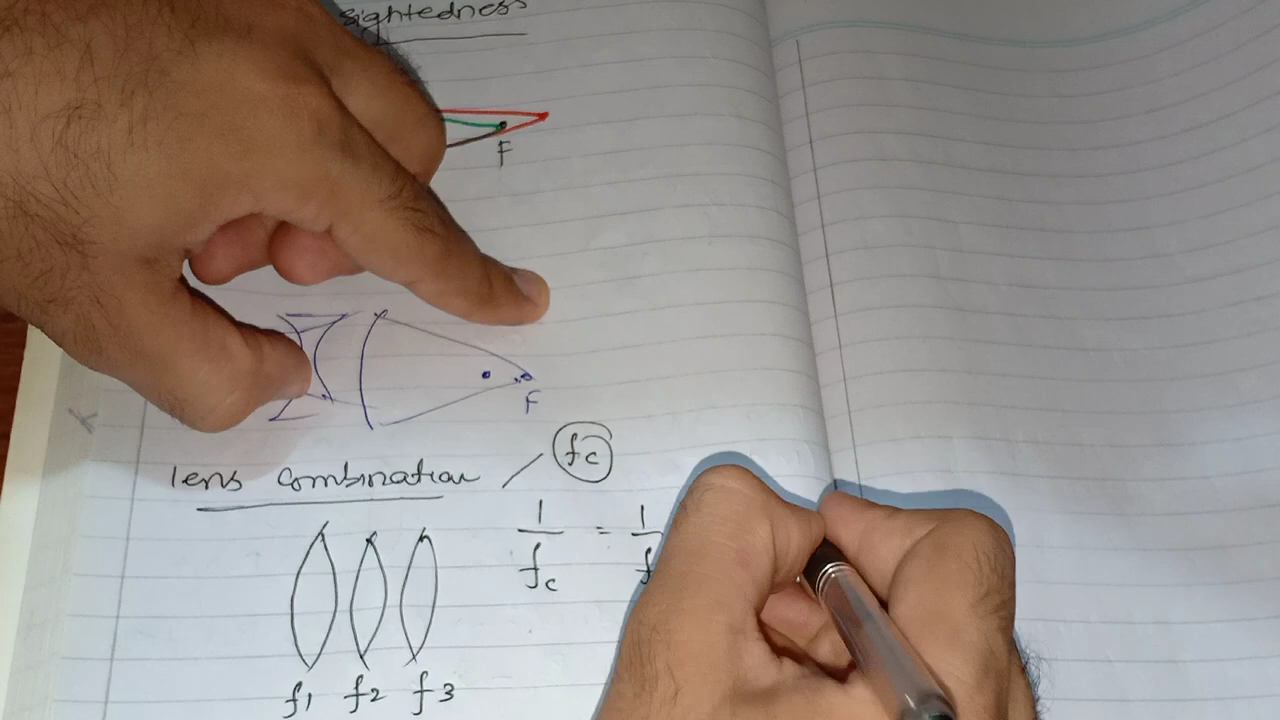 sightedness
F
F
lens combination
fc
1/fc = 1/f
f1 f2 f3